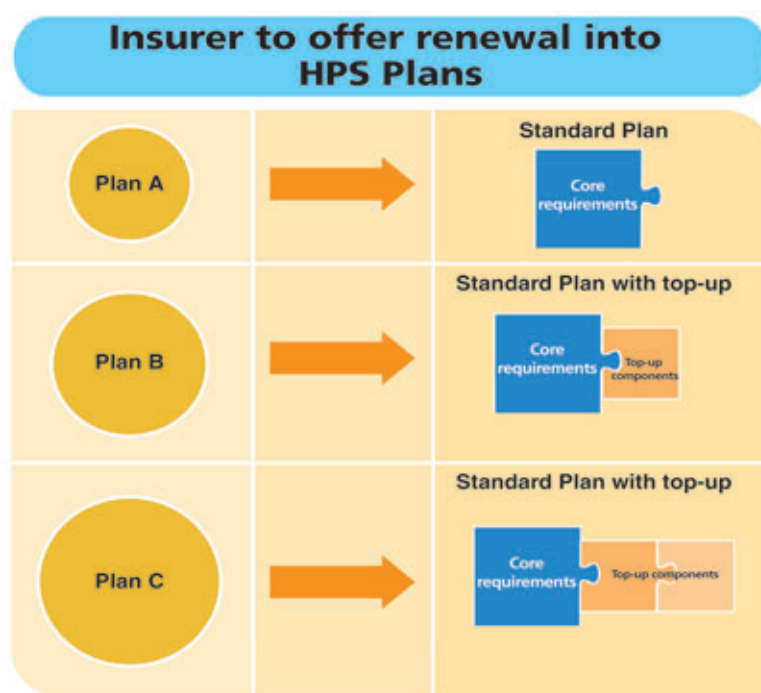 Insurer to offer renewal into
HPS Plans
Plan A
Standard Plan
Core
requirements
Plan B
Standard Plan with top-up
Core
requirements
Top-up
components
Plan C
Standard Plan with top-up
Core
requirements
Top-up components